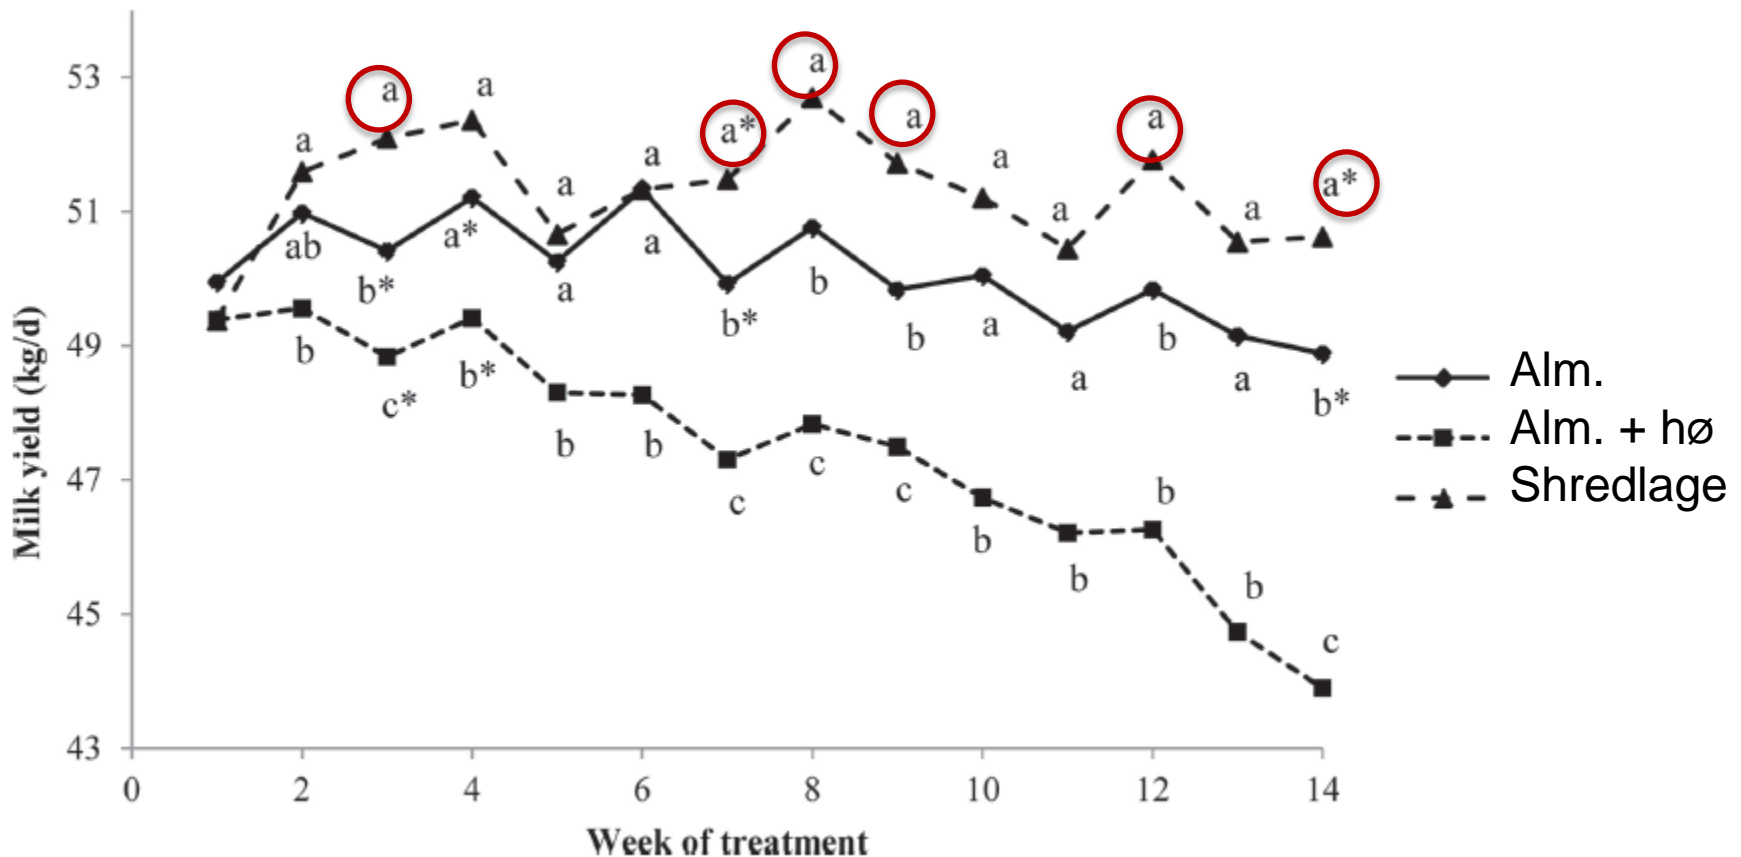 53
51
49
47
45
43
Milk yield (kg/d)
0 2 4 6 8 10 12 14
Week of treatment
a a a a a a* a a a a a a a*
ab b* a* a a b* b b a a b a b*
b c* b* b b c c c b b b b c
Alm.
Alm. + hø
Shredlage